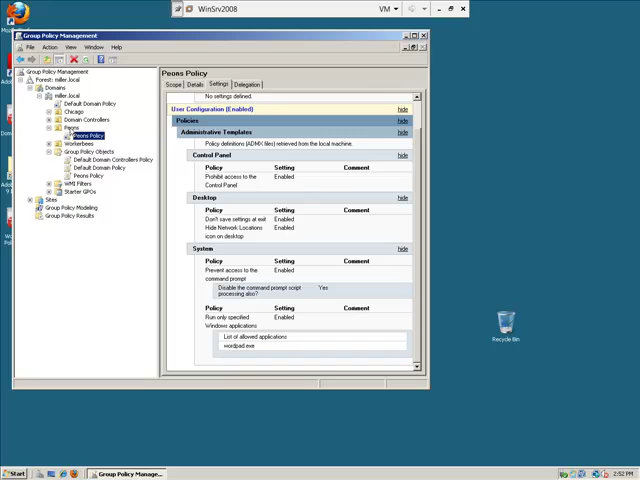 WinSrv2008
VM
Group Policy Management
File Action View Window Help
Group Policy Management
Forest: miller.local
Domains
miller.local
Default Domain Policy
Chicago
Domain Controllers
Peons
Peons Policy
Workerbees
Group Policy Objects
Default Domain Controllers Policy
Default Domain Policy
Peons Policy
WMI Filters
Starter GPOs
Sites
Group Policy Modeling
Group Policy Results
Peons Policy
Scope Details Settings Delegation
No settings defined.
User Configuration (Enabled) hide
Policies hide
Administrative Templates hide
Policy definitions (ADMX files) retrieved from the local machine.
Control Panel hide
Policy Setting Comment
Prohibit access to the Enabled
Control Panel
Desktop hide
Policy Setting Comment
Don't save settings at exit Enabled
Hide Network Locations Enabled
icon on desktop
System hide
Policy Setting Comment
Prevent access to the Enabled
command prompt
Disable the command prompt script Yes
processing also?
Policy Setting Comment
Run only specified Enabled
Windows applications
List of allowed applications
wordpad.exe
Recycle Bin
Start
Group Policy Manage...
2:52 PM